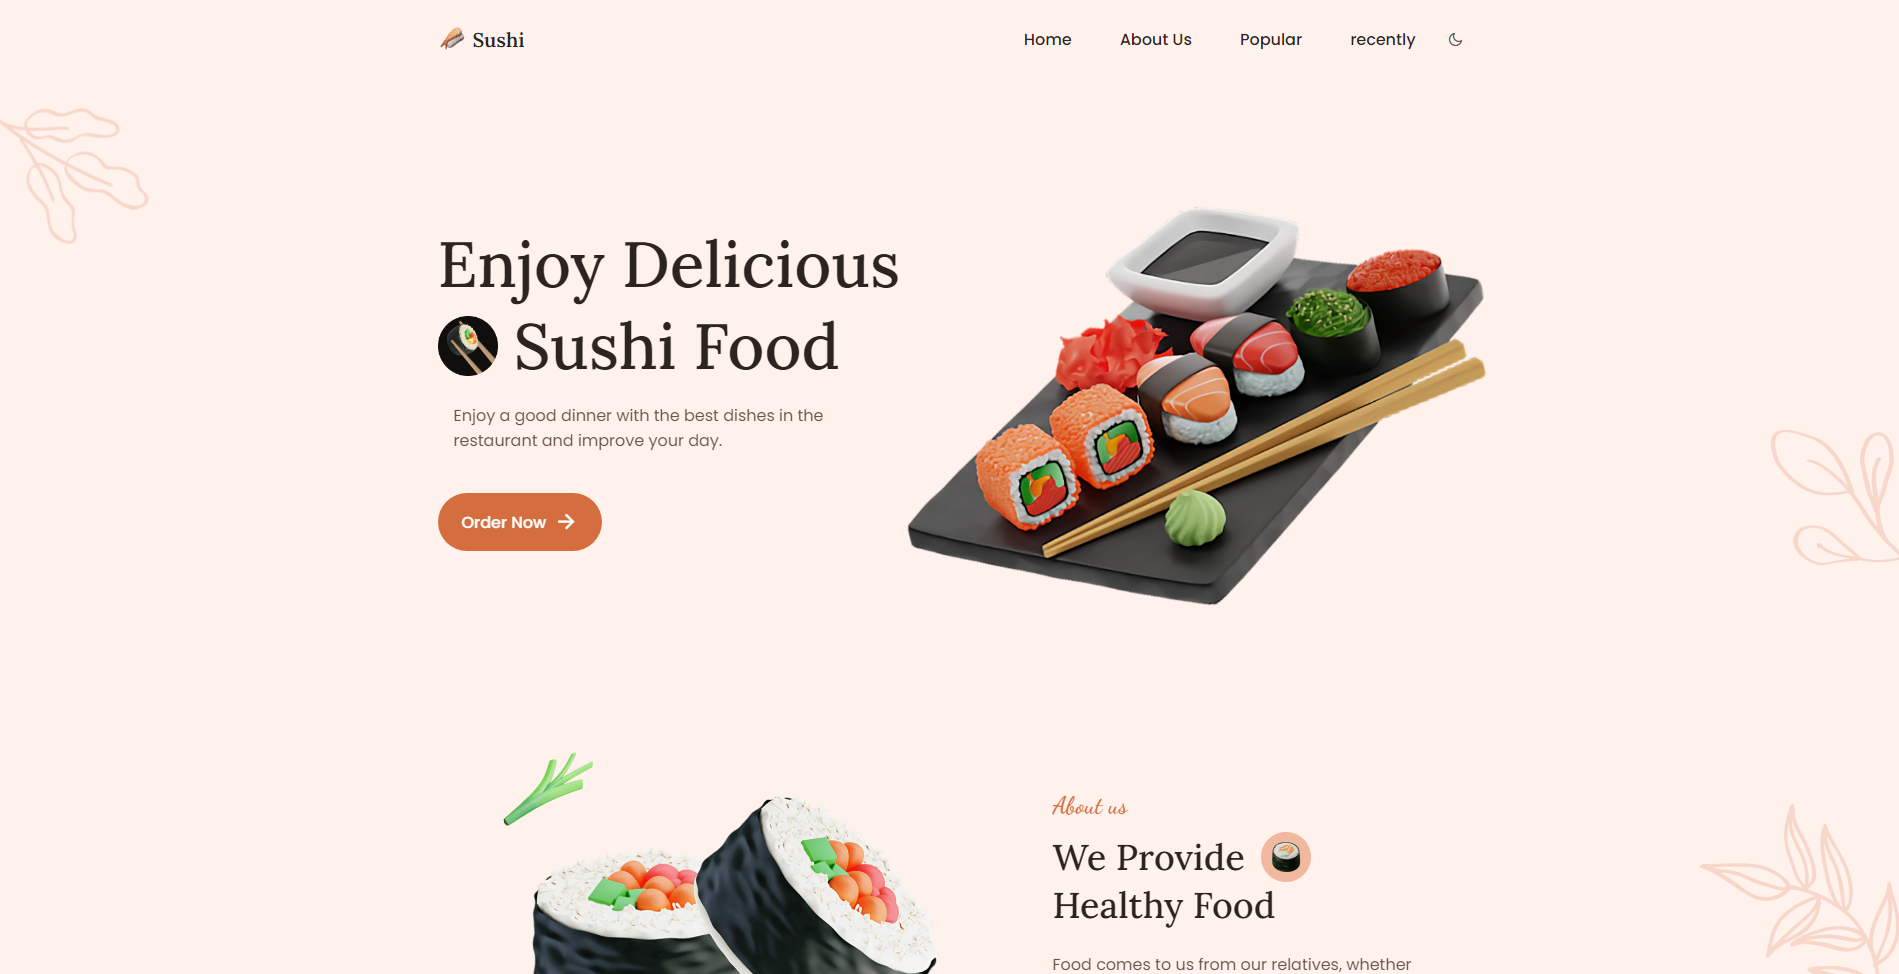 Sushi
Home
About Us
Popular
recently
Enjoy Delicious
Sushi Food
Enjoy a good dinner with the best dishes in the
restaurant and improve your day.
Order Now
About us
We Provide
Healthy Food
Food comes to us from our relatives, whether